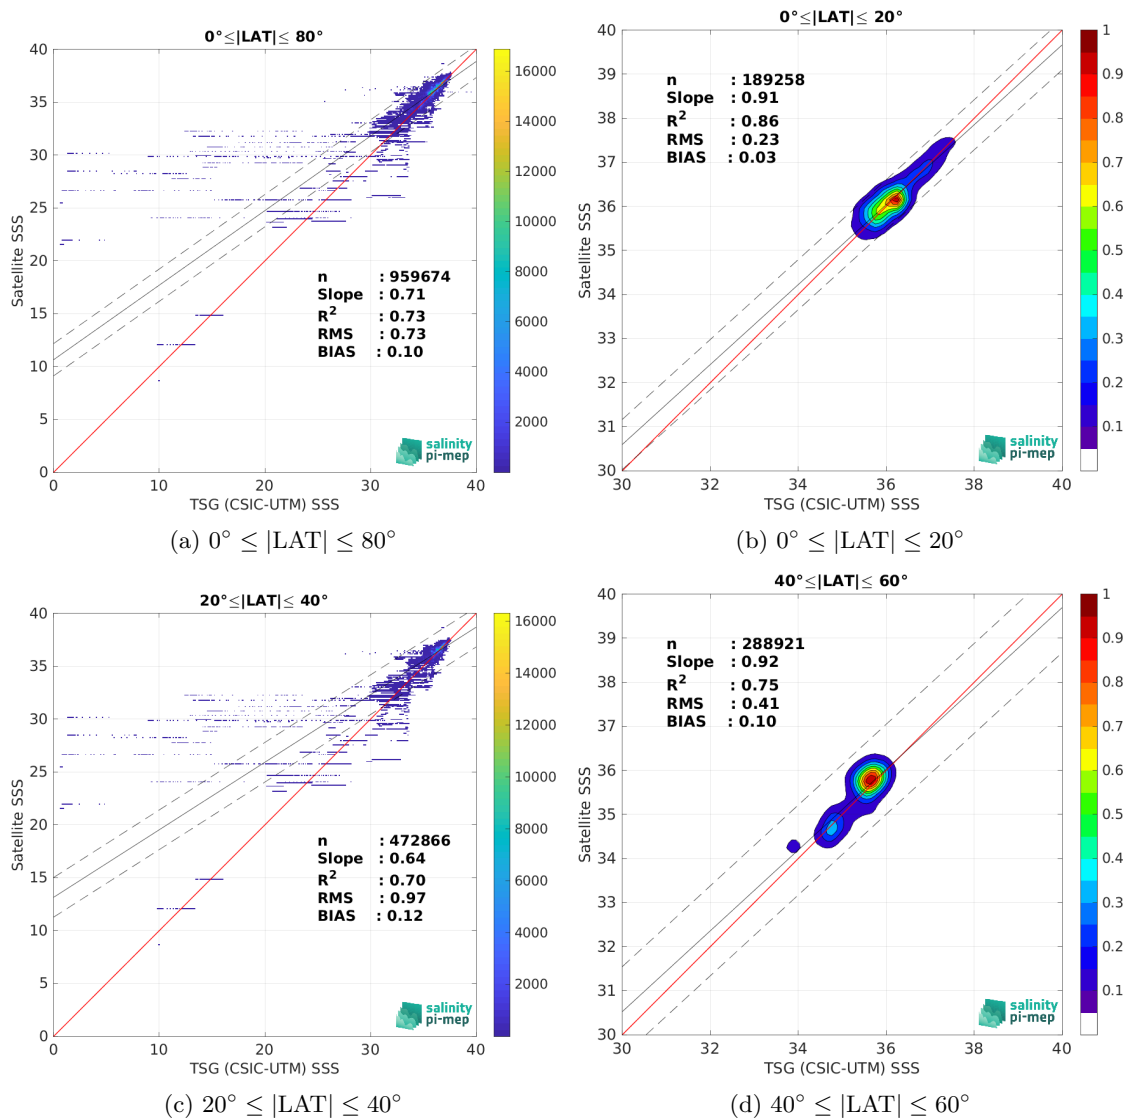 0°≤|LAT|≤ 80°
40
35
30
25
20
15
10
5
0
Satellite SSS
0
10
20
30
40
TSG (CSIC-UTM) SSS
n : 959674
Slope : 0.71
R² : 0.73
RMS : 0.73
BIAS : 0.10
salinity
pi-mep
16000
14000
12000
10000
8000
6000
4000
2000
(a) 0° ≤ |LAT| ≤ 80°
0°≤|LAT|≤ 20°
40
39
38
37
36
35
34
33
32
31
30
Satellite SSS
30
32
34
36
38
40
TSG (CSIC-UTM) SSS
n : 189258
Slope : 0.91
R² : 0.86
RMS : 0.23
BIAS : 0.03
salinity
pi-mep
1
0.9
0.8
0.7
0.6
0.5
0.4
0.3
0.2
0.1
(b) 0° ≤ |LAT| ≤ 20°
20°≤|LAT|≤ 40°
40
35
30
25
20
15
10
5
0
Satellite SSS
0
10
20
30
40
TSG (CSIC-UTM) SSS
n : 472866
Slope : 0.64
R² : 0.70
RMS : 0.97
BIAS : 0.12
salinity
pi-mep
16000
14000
12000
10000
8000
6000
4000
2000
(c) 20° ≤ |LAT| ≤ 40°
40°≤|LAT|≤ 60°
40
39
38
37
36
35
34
33
32
31
30
Satellite SSS
30
32
34
36
38
40
TSG (CSIC-UTM) SSS
n : 288921
Slope : 0.92
R² : 0.75
RMS : 0.41
BIAS : 0.10
salinity
pi-mep
1
0.9
0.8
0.7
0.6
0.5
0.4
0.3
0.2
0.1
(d) 40° ≤ |LAT| ≤ 60°